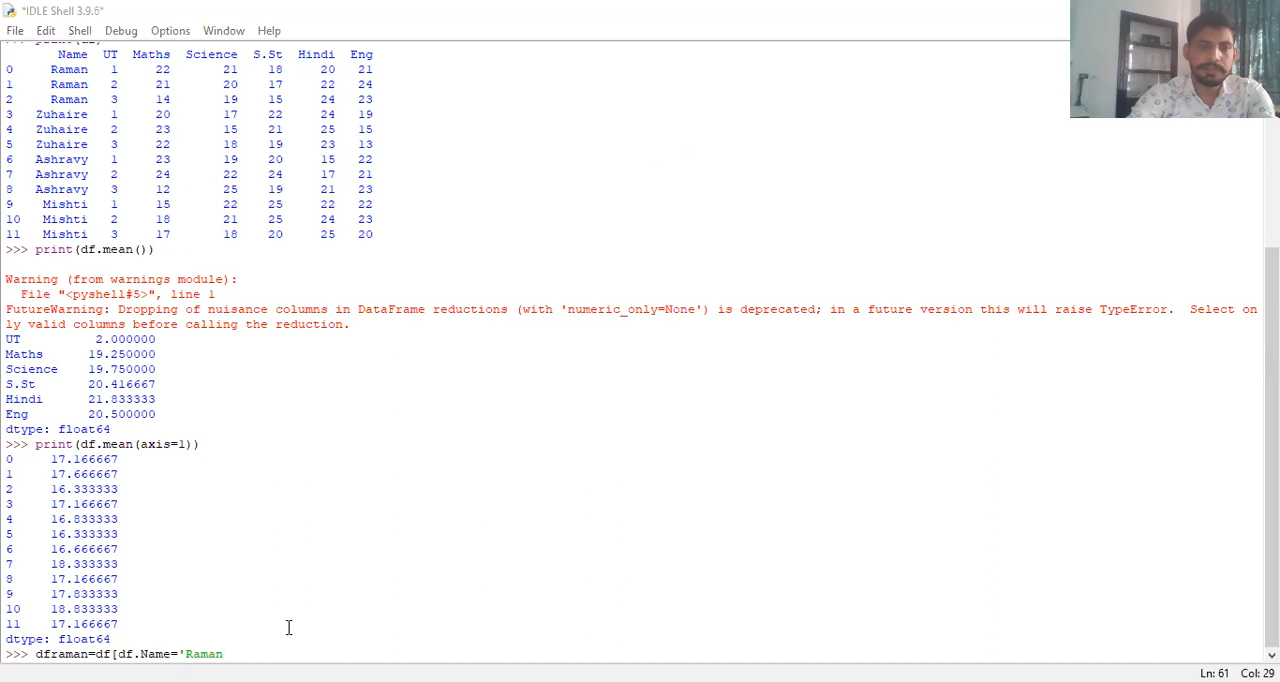 *IDLE Shell 3.9.6*
File Edit Shell Debug Options Window Help
Name UT Maths Science S.St Hindi Eng
0 Raman 1 22 21 18 20 21
1 Raman 2 21 20 17 22 24
2 Raman 3 14 19 15 24 23
3 Zuhaire 1 20 17 22 24 19
4 Zuhaire 2 23 15 21 25 15
5 Zuhaire 3 22 18 19 23 13
6 Ashravy 1 23 19 20 15 22
7 Ashravy 2 24 22 24 17 21
8 Ashravy 3 12 25 19 21 23
9 Mishti 1 15 22 25 22 22
10 Mishti 2 18 21 25 24 23
11 Mishti 3 17 18 20 25 20
>>> print(df.mean())
Warning (from warnings module):
File "<pyshell#5>", line 1
FutureWarning: Dropping of nuisance columns in DataFrame reductions (with 'numeric_only=None') is deprecated; in a future version this will raise TypeError. Select on
ly valid columns before calling the reduction.
UT 2.000000
Maths 19.250000
Science 19.750000
S.St 20.416667
Hindi 21.833333
Eng 20.500000
dtype: float64
>>> print(df.mean(axis=1))
0 17.166667
1 17.666667
2 16.333333
3 17.166667
4 16.833333
5 16.333333
6 16.666667
7 18.333333
8 17.166667
9 17.833333
10 18.833333
11 17.166667
dtype: float64
>>> dframan=df[df.Name='Raman
Ln: 61 Col: 29